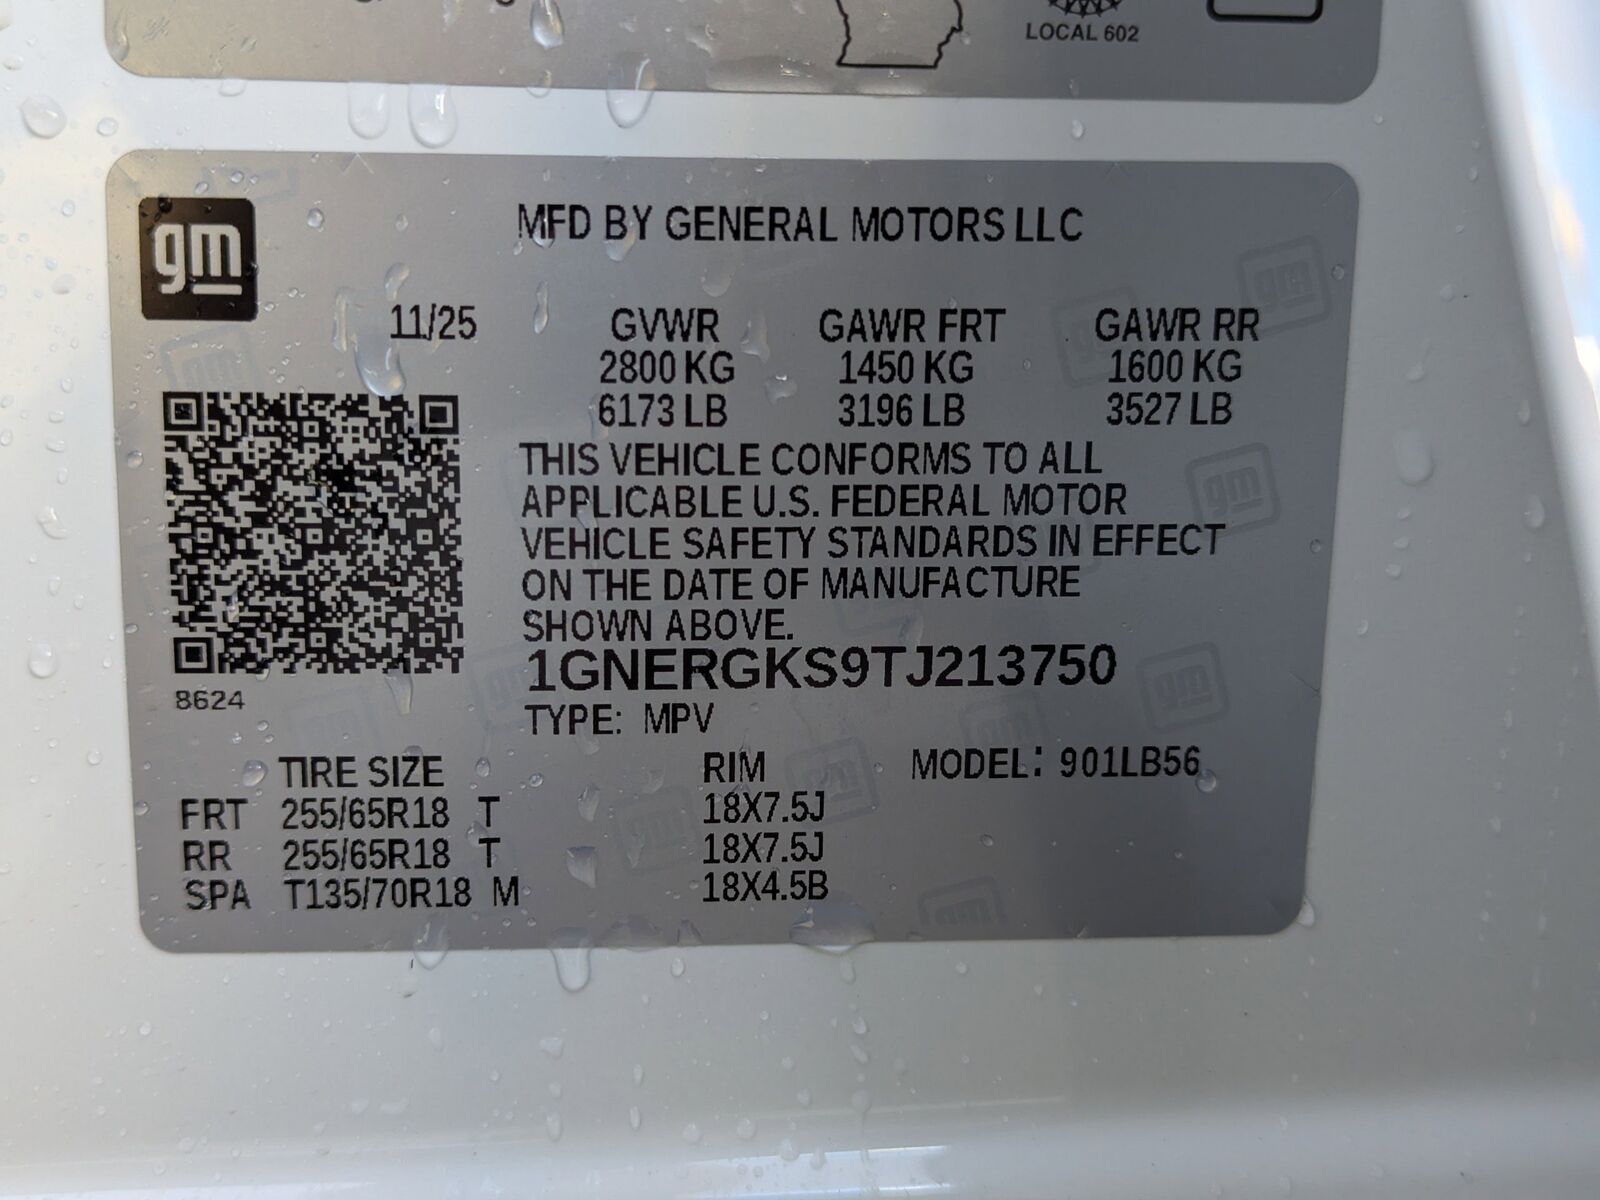 LOCAL 602
gm
MFD BY GENERAL MOTORS LLC
11/25 GVWR GAWR FRT GAWR RR
2800 KG 1450 KG 1600 KG
6173 LB 3196 LB 3527 LB
THIS VEHICLE CONFORMS TO ALL
APPLICABLE U.S. FEDERAL MOTOR
VEHICLE SAFETY STANDARDS IN EFFECT
ON THE DATE OF MANUFACTURE
SHOWN ABOVE.
1GNERGKS9TJ213750
8624
TYPE: MPV
TIRE SIZE RIM MODEL: 901LB56
FRT 255/65R18 T 18X7.5J
RR 255/65R18 T 18X7.5J
SPA T135/70R18 M 18X4.5B